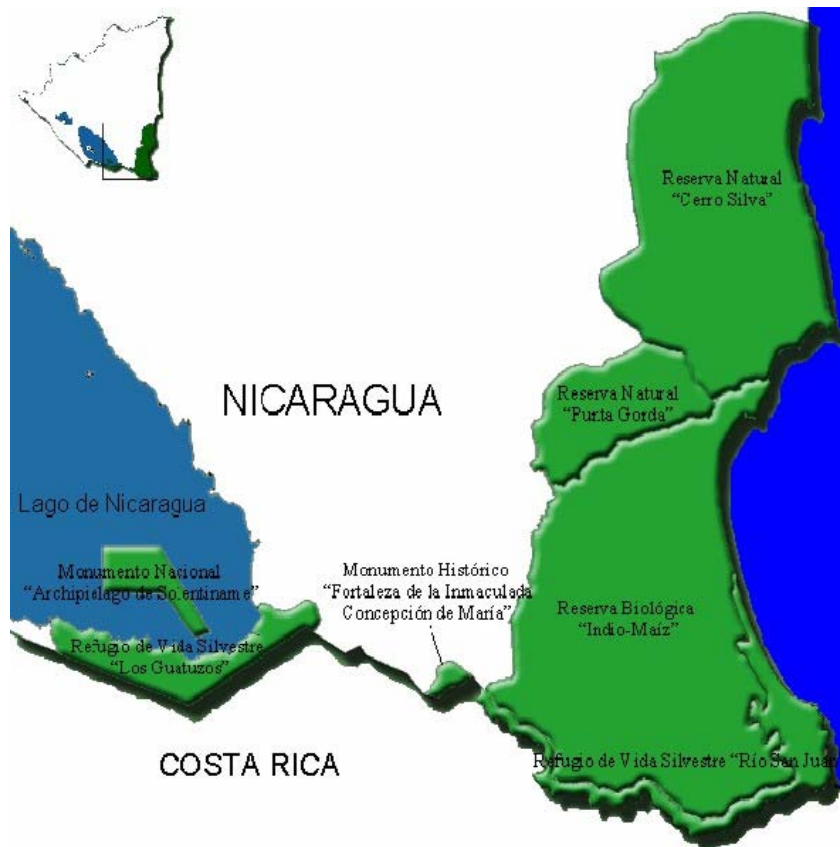 Reserva Natural
“Cerro Silva”
NICARAGUA
Reserva Natural
“Punta Gorda”
Lago de Nicaragua
Monumento Nacional
“Archipielago de Solentiname”
Monumento Histórico
“Fortaleza de la Inmaculada
Concepción de María”
Reserva Biológica
“Indio-Maíz”
Refugio de Vida Silvestre
“Los Guatuzos”
COSTA RICA
Refugio de Vida Silvestre “Río San Juan